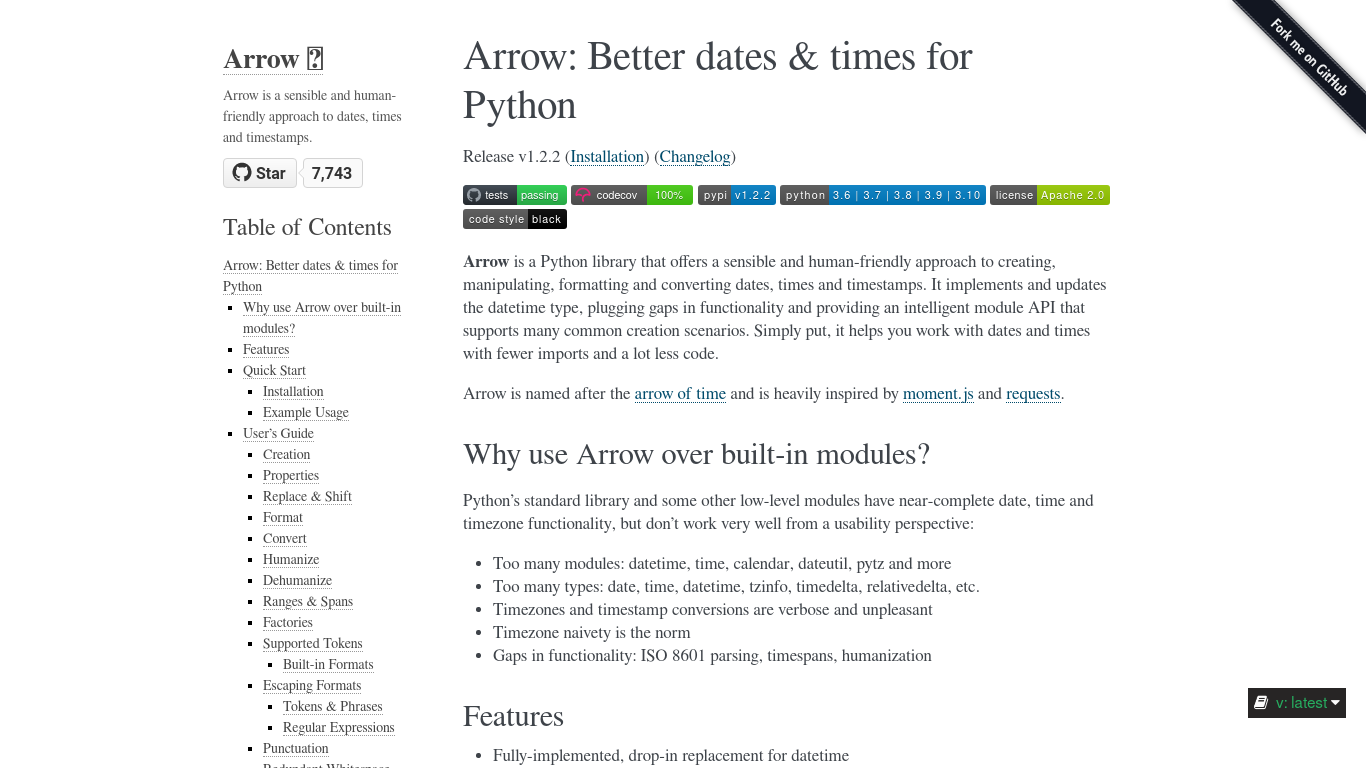 Arrow
Arrow is a sensible and human-
friendly approach to dates, times
and timestamps.
Star 7,743
Table of Contents
Arrow: Better dates & times for
Python
Why use Arrow over built-in
modules?
Features
Quick Start
Installation
Example Usage
User’s Guide
Creation
Properties
Replace & Shift
Format
Convert
Humanize
Dehumanize
Ranges & Spans
Factories
Supported Tokens
Built-in Formats
Escaping Formats
Tokens & Phrases
Regular Expressions
Punctuation
Redundant Whitespace
Arrow: Better dates & times for
Python
Release v1.2.2 (Installation) (Changelog)
tests passing codecov 100% pypi v1.2.2 python 3.6 | 3.7 | 3.8 | 3.9 | 3.10 license Apache 2.0
code style black
Arrow is a Python library that offers a sensible and human-friendly approach to creating,
manipulating, formatting and converting dates, times and timestamps. It implements and updates
the datetime type, plugging gaps in functionality and providing an intelligent module API that
supports many common creation scenarios. Simply put, it helps you work with dates and times
with fewer imports and a lot less code.
Arrow is named after the arrow of time and is heavily inspired by moment.js and requests.
Why use Arrow over built-in modules?
Python’s standard library and some other low-level modules have near-complete date, time and
timezone functionality, but don’t work very well from a usability perspective:
Too many modules: datetime, time, calendar, dateutil, pytz and more
Too many types: date, time, datetime, tzinfo, timedelta, relativedelta, etc.
Timezones and timestamp conversions are verbose and unpleasant
Timezone naivety is the norm
Gaps in functionality: ISO 8601 parsing, timespans, humanization
Features
Fully-implemented, drop-in replacement for datetime
Fork me on GitHub
v: latest